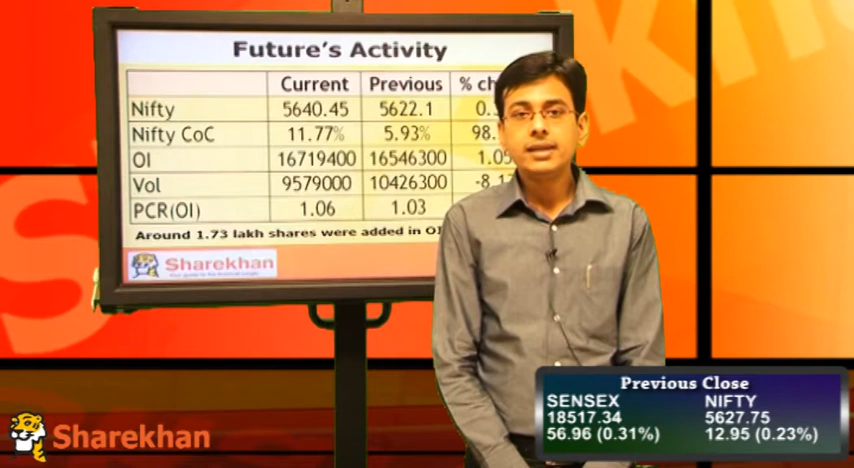 Future's Activity
Current Previous
Nifty 5640.45 5622.1
Nifty CoC 11.77% 5.93%
OI 16719400 16546300
Vol 9579000 10426300
PCR(OI) 1.06 1.03
Around 1.73 lakh shares were added in OI
Sharekhan
Previous Close
SENSEX NIFTY
18517.34 5627.75
56.96 (0.31%) 12.95 (0.23%)
Sharekhan